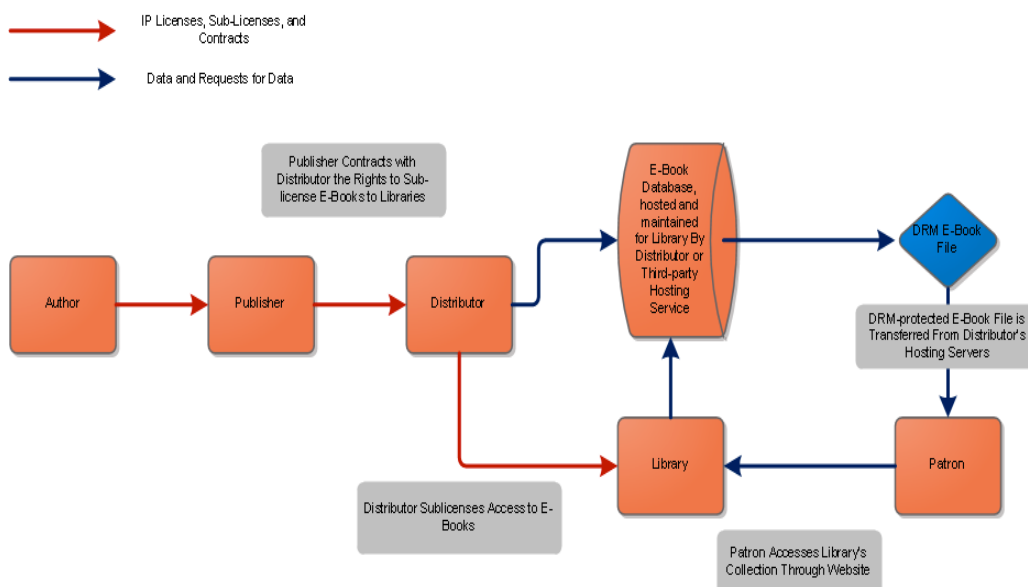 IP Licenses, Sub-Licenses, and
Contracts
Data and Requests for Data
Publisher Contracts with
Distributor the Rights to Sub-
license E-Books to Libraries
E-Book
Database,
hosted and
maintained
for Library By
Distributor or
Third-party
Hosting
Service
DRM E-Book
File
Author
Publisher
Distributor
DRM-protected E-Book File is
Transferred From Distributor's
Hosting Servers
Library
Patron
Distributor Sublicenses Access to E-
Books
Patron Accesses Library's
Collection Through Website